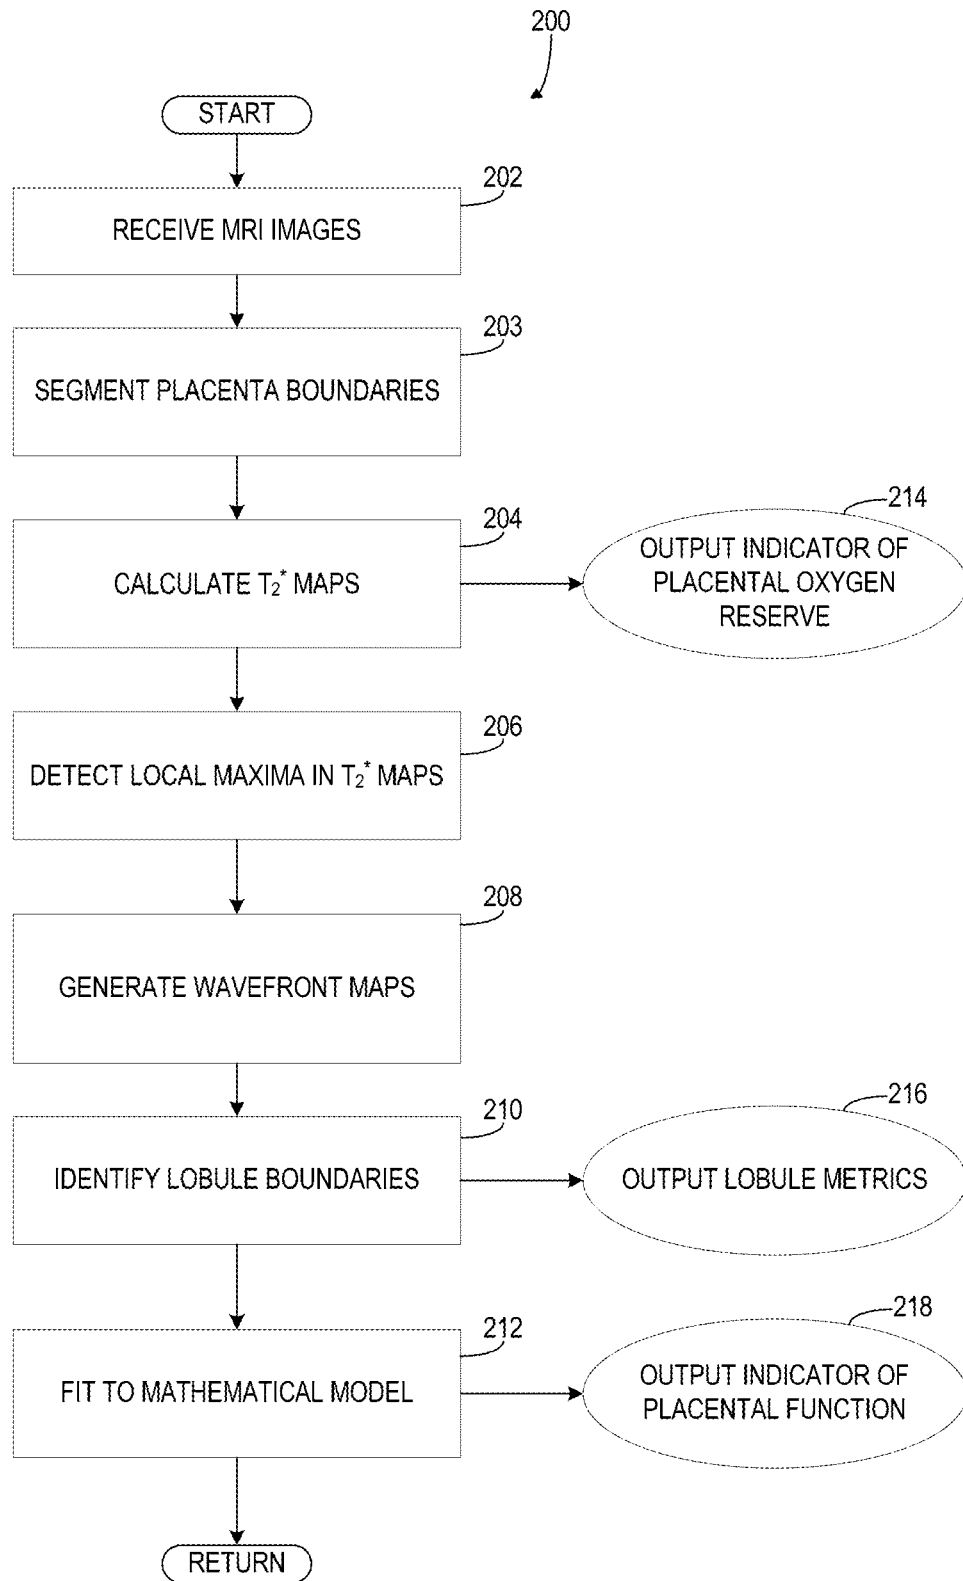 200
START
202
RECEIVE MRI IMAGES
203
SEGMENT PLACENTA BOUNDARIES
204
CALCULATE T₂* MAPS
214
OUTPUT INDICATOR OF
PLACENTAL OXYGEN
RESERVE
206
DETECT LOCAL MAXIMA IN T₂* MAPS
208
GENERATE WAVEFRONT MAPS
210
IDENTIFY LOBULE BOUNDARIES
216
OUTPUT LOBULE METRICS
212
FIT TO MATHEMATICAL MODEL
218
OUTPUT INDICATOR OF
PLACENTAL FUNCTION
RETURN